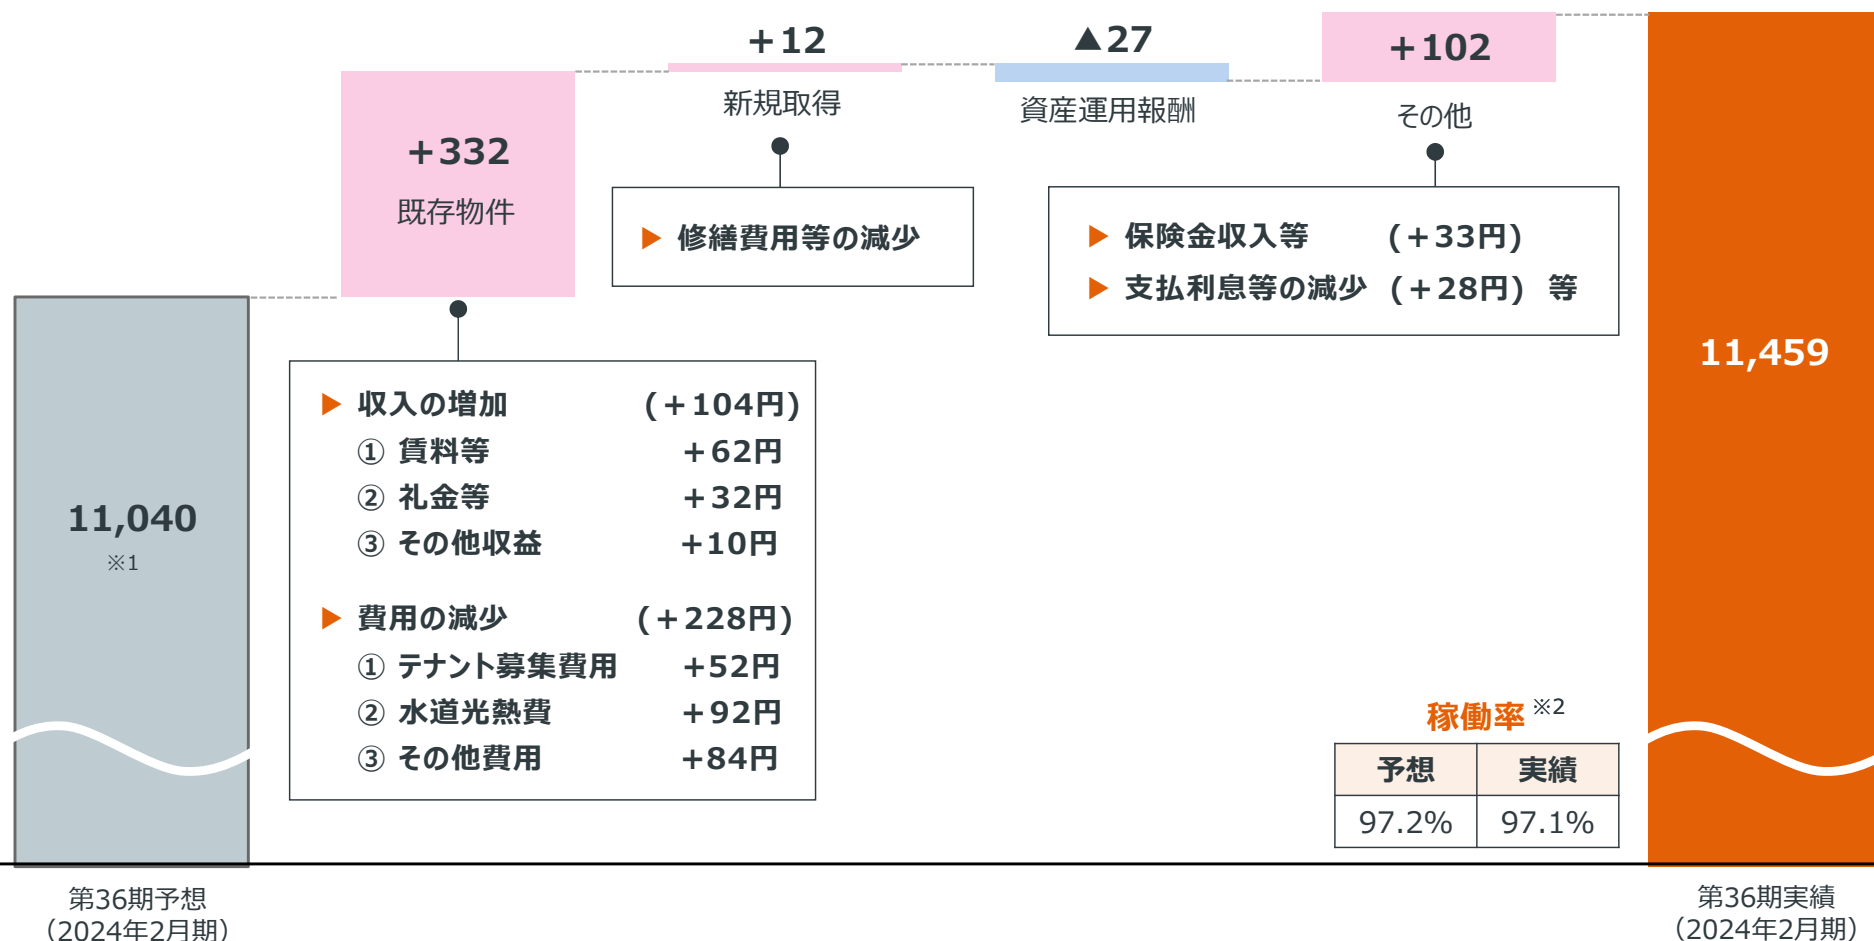 +332
既存物件
+12
新規取得
▲27
資産運用報酬
+102
その他
▶ 修繕費用等の減少
▶ 保険金収入等 (+33円)
▶ 支払利息等の減少 (+28円) 等
▶ 収入の増加 (+104円)
① 賃料等 +62円
② 礼金等 +32円
③ その他収益 +10円
▶ 費用の減少 (+228円)
① テナント募集費用 +52円
② 水道光熱費 +92円
③ その他費用 +84円
11,040
※1
11,459
稼働率 ※2
予想 実績
97.2% 97.1%
第36期予想
（2024年2月期）
第36期実績
（2024年2月期）